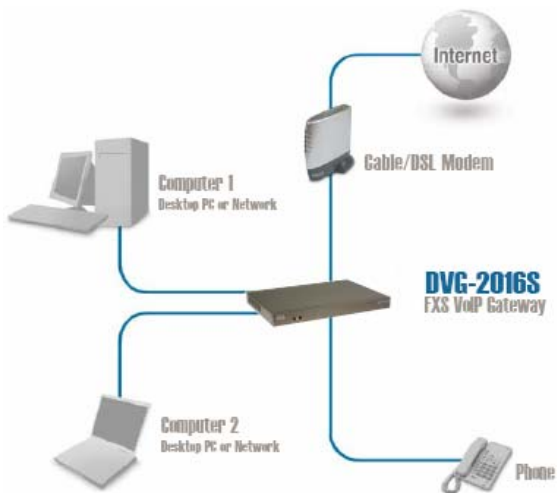 Internet
Cable/DSL Modem
Computer 1
Desktop PC or Network
DVG-2016S
FXS VoIP Gateway
Computer 2
Desktop PC or Network
Phone